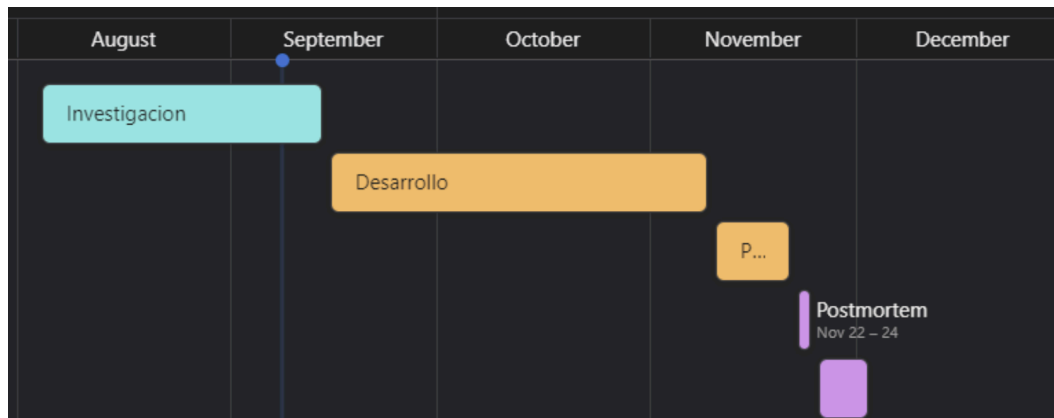 August September October November December
Investigacion
Desarrollo
P...
Postmortem
Nov 22 – 24